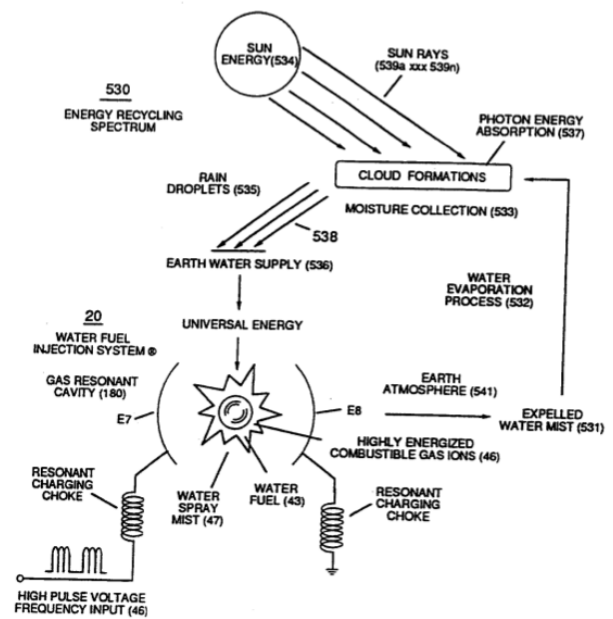 SUN
ENERGY(534)
SUN RAYS
(539a xxx 539n)
530
ENERGY RECYCLING
SPECTRUM
PHOTON ENERGY
ABSORPTION (537)
CLOUD FORMATIONS
RAIN
DROPLETS (535)
MOISTURE COLLECTION (533)
538
EARTH WATER SUPPLY (536)
WATER
EVAPORATION
PROCESS (532)
20
WATER FUEL
INJECTION SYSTEM ®
UNIVERSAL ENERGY
GAS RESONANT
CAVITY (180)
E7
E8
EARTH
ATMOSPHERE (541)
EXPELLED
WATER MIST (531)
HIGHLY ENERGIZED
COMBUSTIBLE GAS IONS (46)
RESONANT
CHARGING
CHOKE
WATER
SPRAY
MIST (47)
WATER
FUEL (43)
RESONANT
CHARGING
CHOKE
HIGH PULSE VOLTAGE
FREQUENCY INPUT (46)